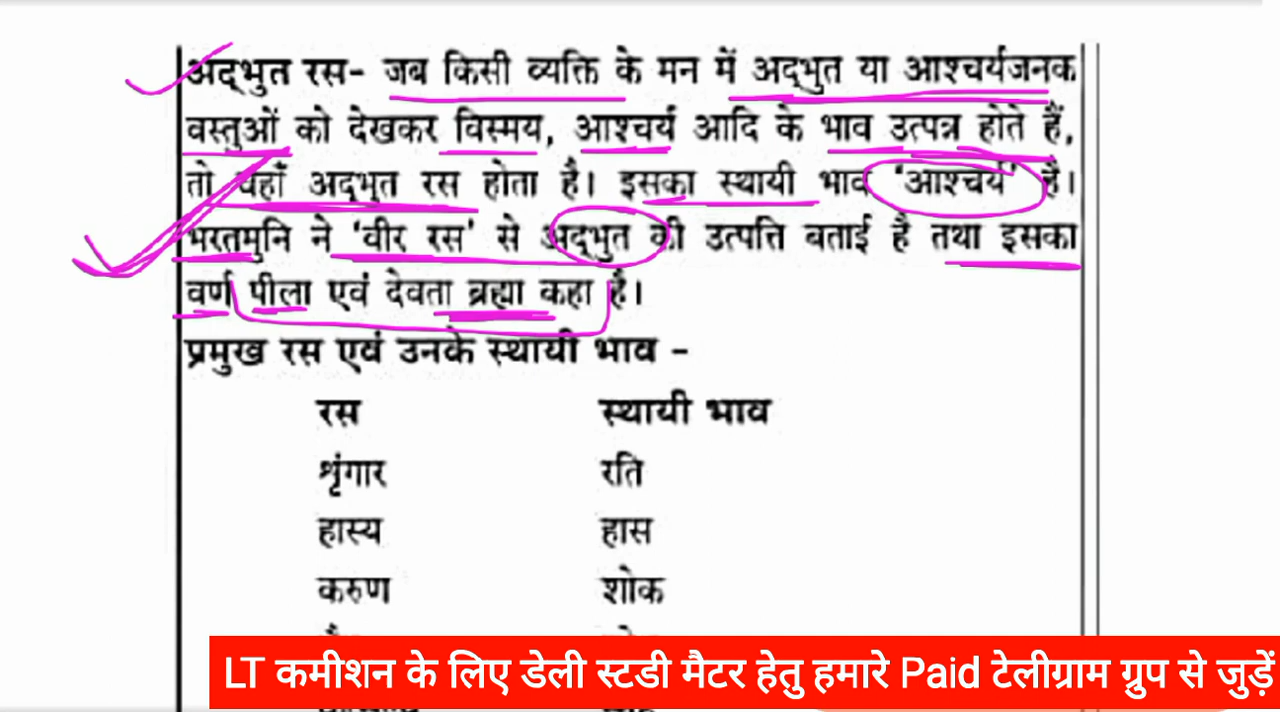 अद्भुत रस- जब किसी व्यक्ति के मन में अद्भुत या आश्चर्यजनक
वस्तुओं को देखकर विस्मय, आश्चर्य आदि के भाव उत्पन्न होते हैं,
तो वहाँ अद्भुत रस होता है। इसका स्थायी भाव 'आश्चर्य' है।
भरतमुनि ने 'वीर रस' से अद्भुत की उत्पत्ति बताई है तथा इसका
वर्ण पीला एवं देवता ब्रह्मा कहा है।
प्रमुख रस एवं उनके स्थायी भाव -
रस स्थायी भाव
शृंगार रति
हास्य हास
करुण शोक
LT कमीशन के लिए डेली स्टडी मैटर हेतु हमारे Paid टेलीग्राम ग्रुप से जुड़ें